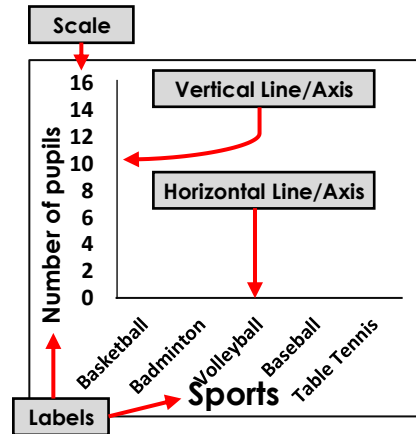 Scale
16
Vertical Line/Axis
14
12
10
Number of pupils
8
Horizontal Line/Axis
6
4
2
0
Basketball
Badminton
Volleyball
Baseball
Table Tennis
Sports
Labels